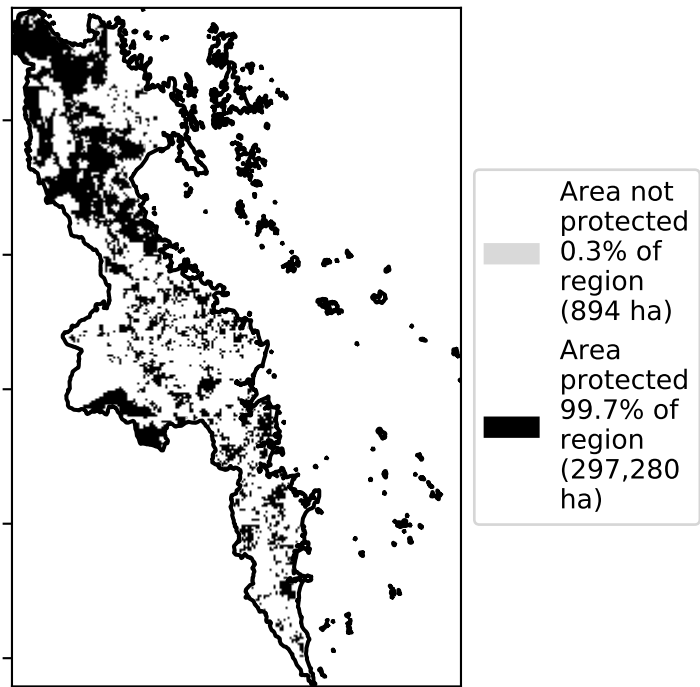 Area not
protected
0.3% of
region
(894 ha)
Area
protected
99.7% of
region
(297,280
ha)